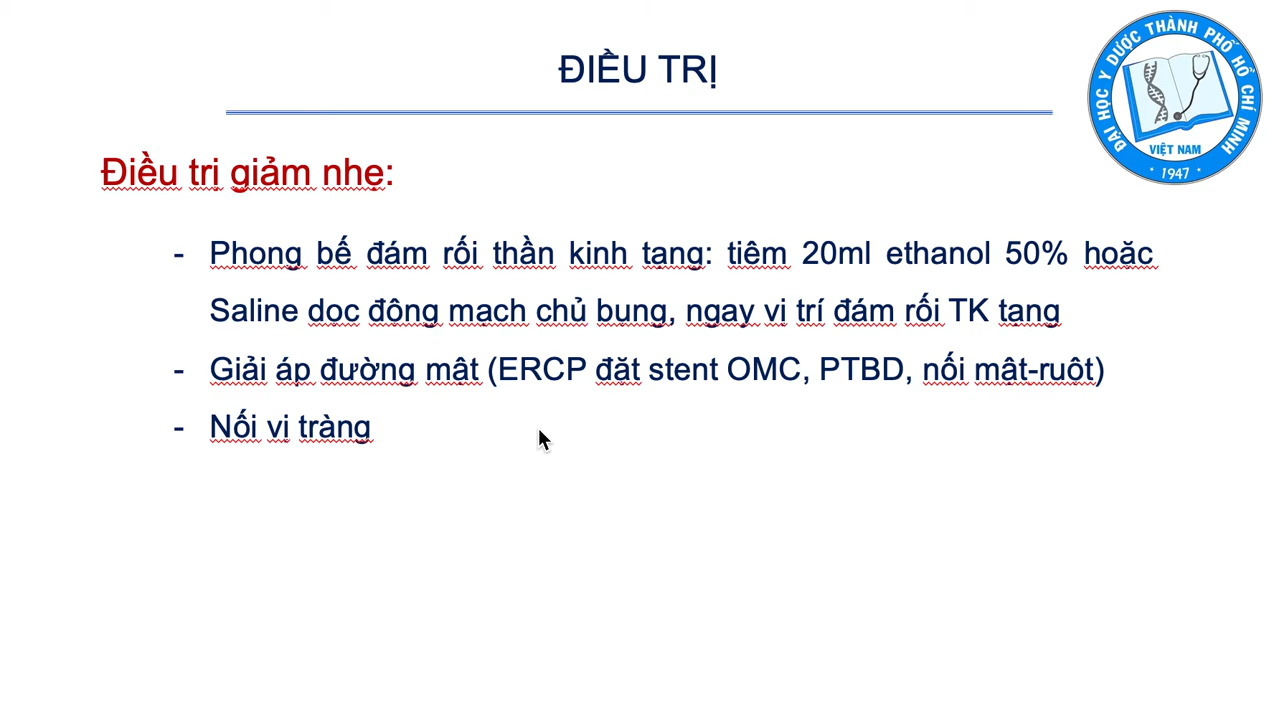 ĐIỀU TRỊ
ĐẠI HỌC Y DƯỢC THÀNH PHỐ HỒ CHÍ MINH
VIỆT NAM
1947
Điều trị giảm nhẹ:
- Phong bế đám rối thần kinh tạng: tiêm 20ml ethanol 50% hoặc
Saline dọc động mạch chủ bụng, ngay vị trí đám rối TK tạng
- Giải áp đường mật (ERCP đặt stent OMC, PTBD, nối mật-ruột)
- Nối vị tràng